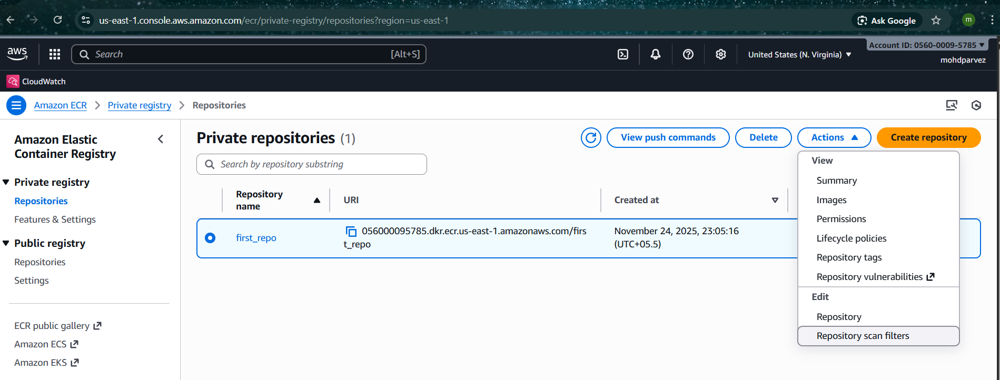 us-east-1.console.aws.amazon.com/ecr/private-registry/repositories?region=us-east-1
Ask Google
m
aws
Search
[Alt+S]
United States (N. Virginia)
Account ID: 0560-0009-5785
mohdparvez
CloudWatch
Amazon ECR
Private registry
Repositories
Amazon Elastic
Container Registry
Private registry
Repositories
Features & Settings
Public registry
Repositories
Settings
ECR public gallery
Amazon ECS
Amazon EKS
Private repositories (1)
View push commands
Delete
Actions
Create repository
Search by repository substring
Repository
name
URI
Created at
first_repo
056000095785.dkr.ecr.us-east-1.amazonaws.com/firs
t_repo
November 24, 2025, 23:05:16
(UTC+05.5)
View
Summary
Images
Permissions
Lifecycle policies
Repository tags
Repository vulnerabilities
Edit
Repository
Repository scan filters